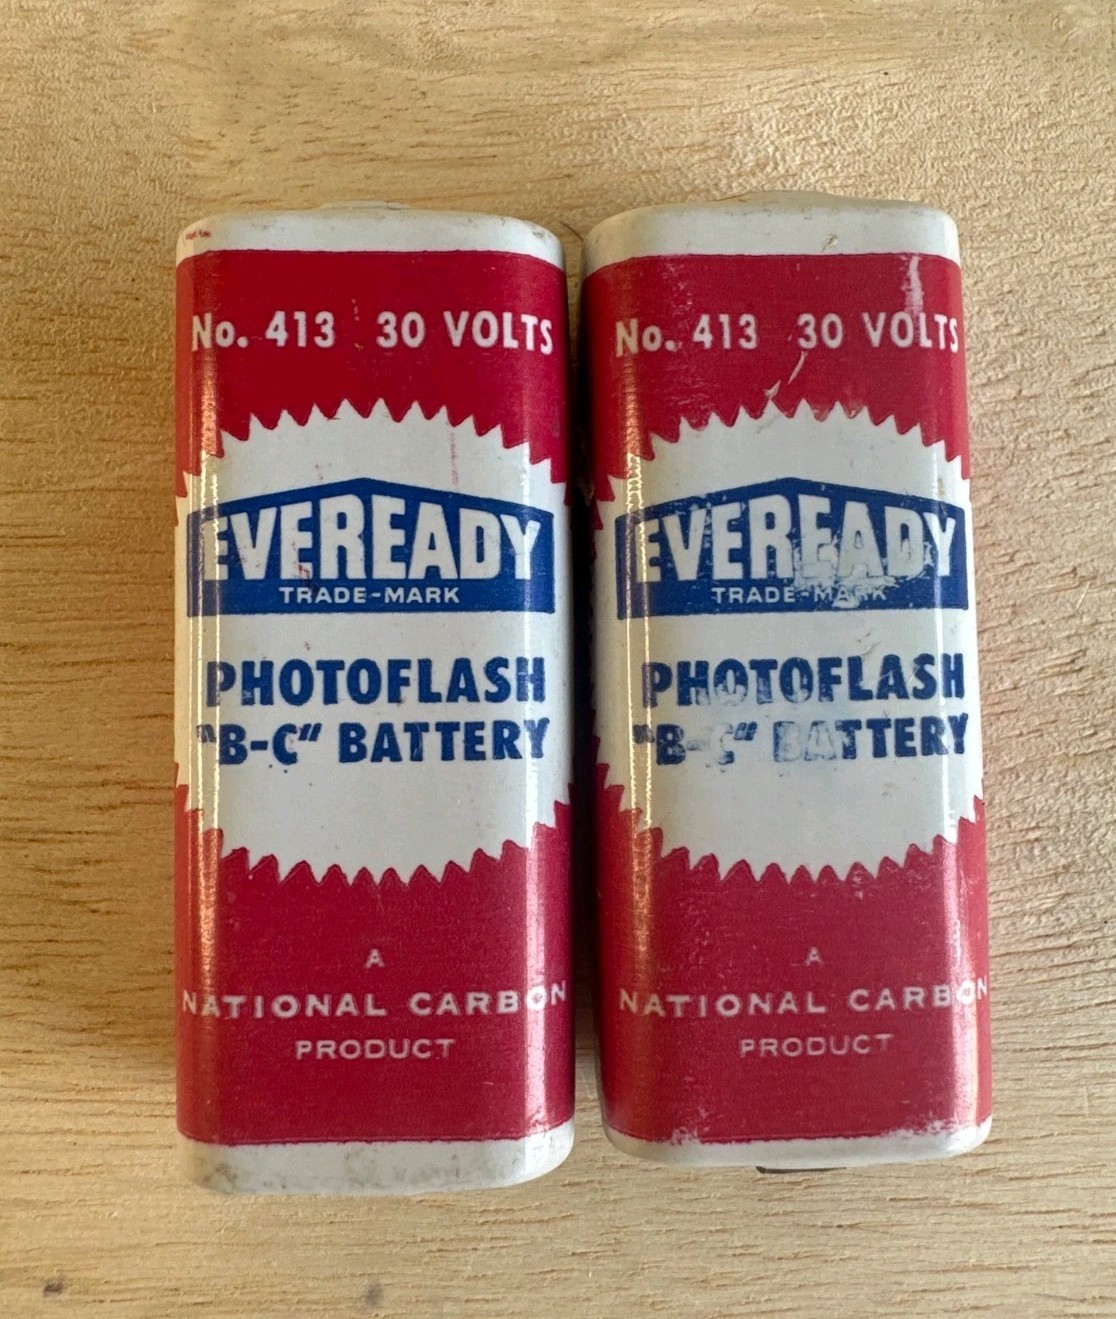 No. 413 30 VOLTS
EVEREADY
TRADE-MARK
PHOTOFLASH
"B-C" BATTERY
A
NATIONAL CARBON
PRODUCT
No. 413 30 VOLTS
EVEREADY
TRADE-MARK
PHOTOFLASH
"B-C" BATTERY
A
NATIONAL CARBON
PRODUCT